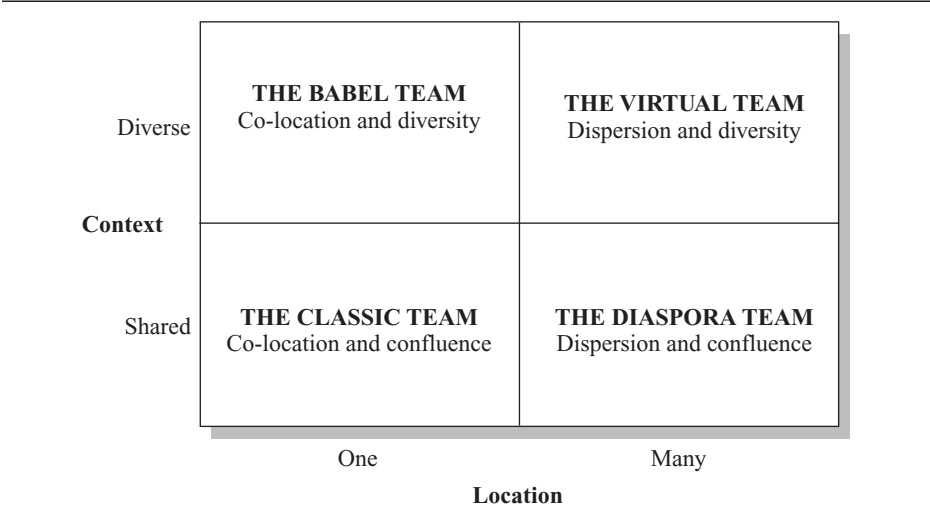 THE BABEL TEAM
Co-location and diversity
THE VIRTUAL TEAM
Dispersion and diversity
Diverse
Context
Shared
THE CLASSIC TEAM
Co-location and confluence
THE DIASPORA TEAM
Dispersion and confluence
One
Many
Location